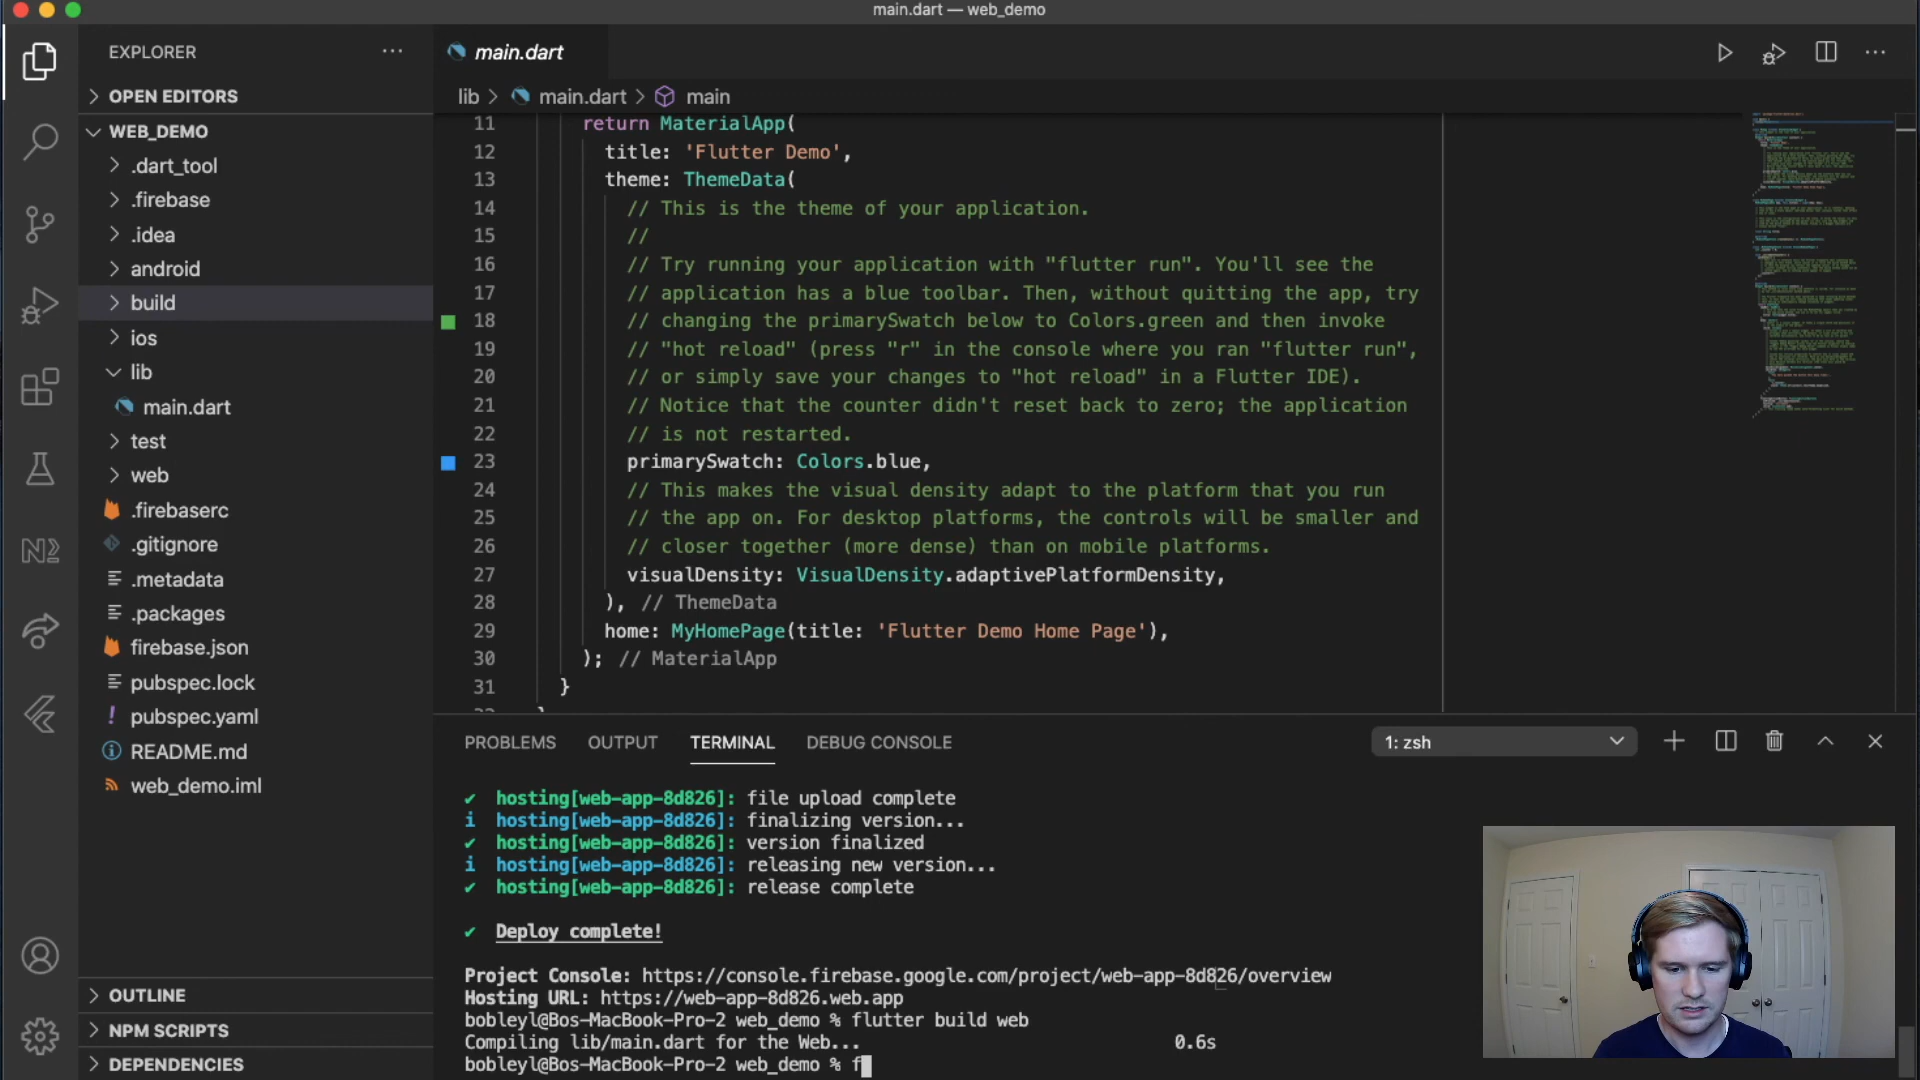 main.dart — web_demo
EXPLORER
main.dart
OPEN EDITORS
lib > main.dart > main
WEB_DEMO
.dart_tool
.firebase
.idea
android
build
ios
lib
main.dart
test
web
.firebaserc
.gitignore
.metadata
.packages
firebase.json
pubspec.lock
pubspec.yaml
README.md
web_demo.iml
OUTLINE
NPM SCRIPTS
DEPENDENCIES
11 return MaterialApp(
12 title: 'Flutter Demo',
13 theme: ThemeData(
14 // This is the theme of your application.
15 //
16 // Try running your application with "flutter run". You'll see the
17 // application has a blue toolbar. Then, without quitting the app, try
18 // changing the primarySwatch below to Colors.green and then invoke
19 // "hot reload" (press "r" in the console where you ran "flutter run",
20 // or simply save your changes to "hot reload" in a Flutter IDE).
21 // Notice that the counter didn't reset back to zero; the application
22 // is not restarted.
23 primarySwatch: Colors.blue,
24 // This makes the visual density adapt to the platform that you run
25 // the app on. For desktop platforms, the controls will be smaller and
26 // closer together (more dense) than on mobile platforms.
27 visualDensity: VisualDensity.adaptivePlatformDensity,
28 ), // ThemeData
29 home: MyHomePage(title: 'Flutter Demo Home Page'),
30 ); // MaterialApp
31 }
PROBLEMS OUTPUT TERMINAL DEBUG CONSOLE 1: zsh
✔ hosting[web-app-8d826]: file upload complete
i hosting[web-app-8d826]: finalizing version...
✔ hosting[web-app-8d826]: version finalized
i hosting[web-app-8d826]: releasing new version...
✔ hosting[web-app-8d826]: release complete
✔ Deploy complete!
Project Console: https://console.firebase.google.com/project/web-app-8d826/overview
Hosting URL: https://web-app-8d826.web.app
bobleyl@Bos-MacBook-Pro-2 web_demo % flutter build web
Compiling lib/main.dart for the Web... 0.6s
bobleyl@Bos-MacBook-Pro-2 web_demo % f